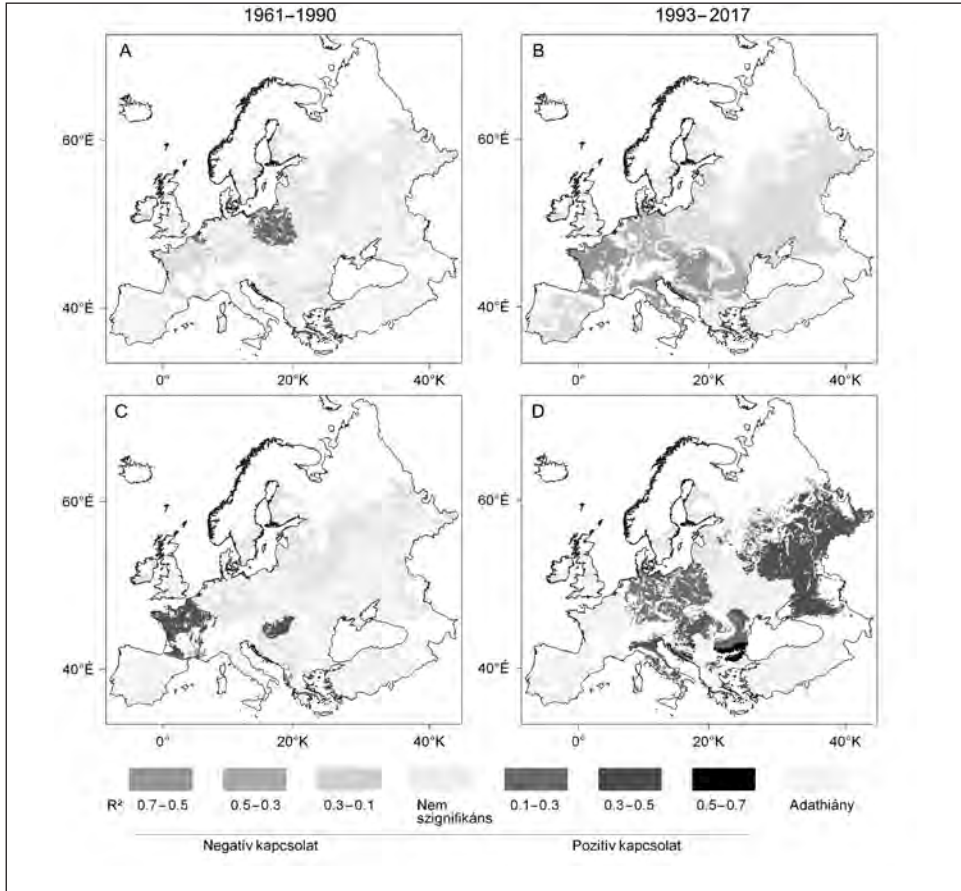 1961–1990
1993–2017
A
60°É
40°É
0°
20°K
40°K
B
60°É
40°É
0°
20°K
40°K
C
60°É
40°É
0°
20°K
40°K
D
60°É
40°É
0°
20°K
40°K
R² 0.7–0.5 0.5–0.3 0.3–0.1 Nem szignifikáns 0.1–0.3 0.3–0.5 0.5–0.7 Adathiány
Negatív kapcsolat Pozitív kapcsolat